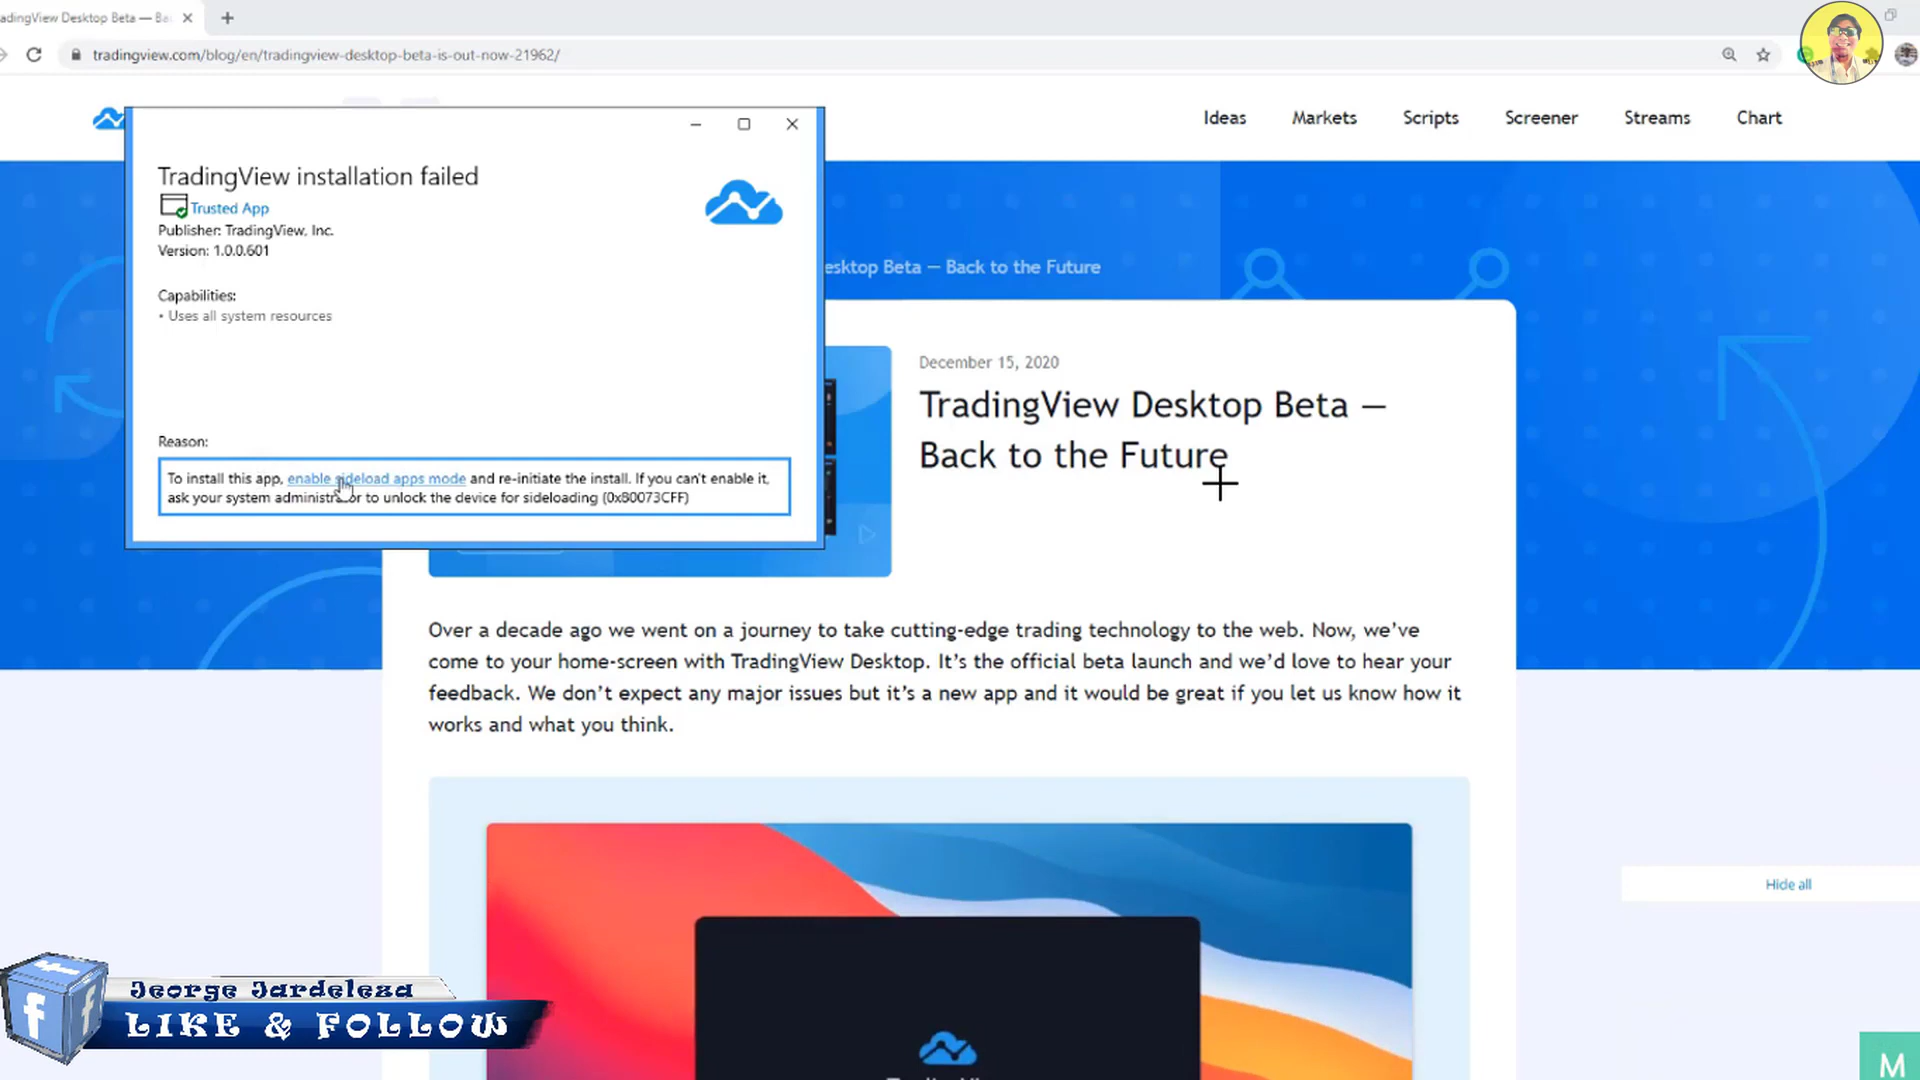 adingView Desktop Beta — Ba
tradingview.com/blog/en/tradingview-desktop-beta-is-out-now-21962/
Ideas Markets Scripts Screener Streams Chart
TradingView installation failed
Trusted App
Publisher: TradingView, Inc.
Version: 1.0.0.601
Capabilities:
• Uses all system resources
Reason:
To install this app, enable sideload apps mode and re-initiate the install. If you can't enable it,
ask your system administrator to unlock the device for sideloading (0x80073CFF)
esktop Beta — Back to the Future
December 15, 2020
TradingView Desktop Beta —
Back to the Future
Over a decade ago we went on a journey to take cutting-edge trading technology to the web. Now, we've
come to your home-screen with TradingView Desktop. It's the official beta launch and we'd love to hear your
feedback. We don't expect any major issues but it's a new app and it would be great if you let us know how it
works and what you think.
Hide all
George Jardeleza
LIKE & FOLLOW
M